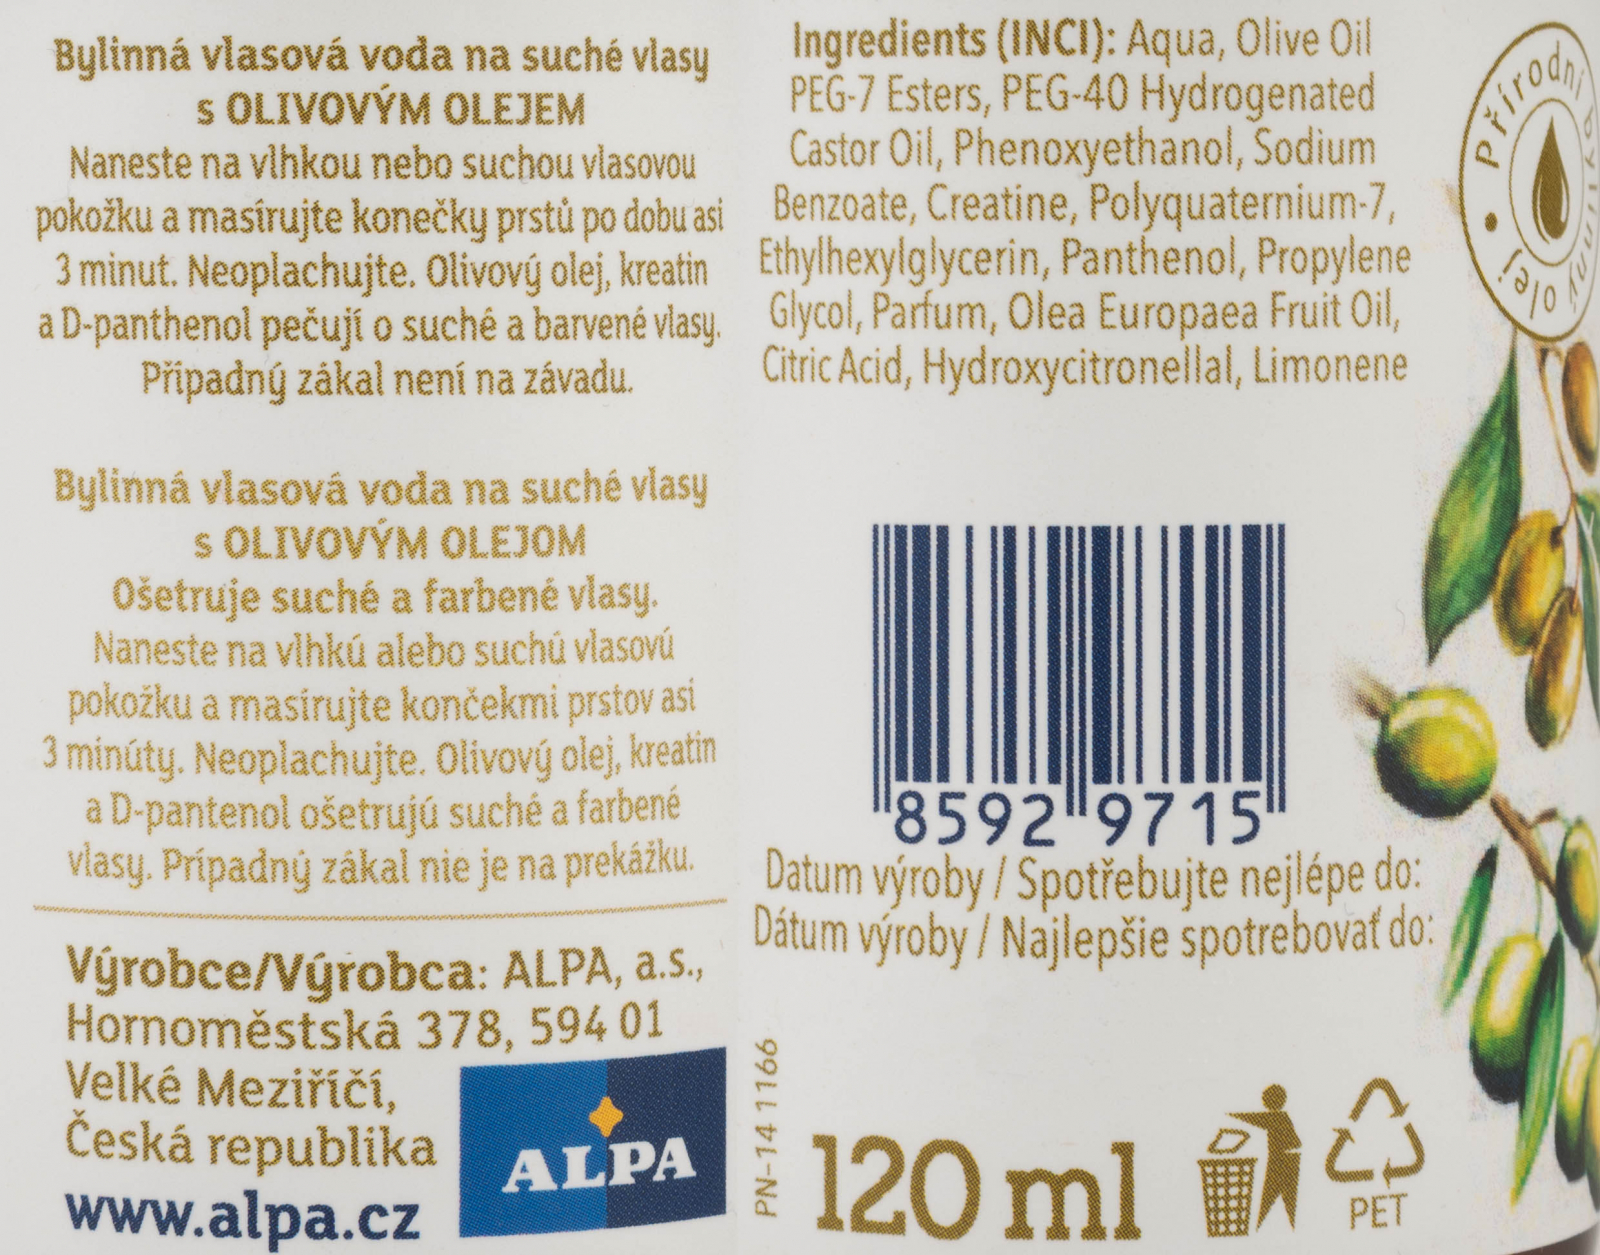 Bylinná vlasová voda na suché vlasy
s OLIVOVÝM OLEJEM
Naneste na vlhkou nebo suchou vlasovou
pokožku a masírujte konečky prstů po dobu asi
3 minut. Neoplachujte. Olivový olej, kreatin
a D-panthenol pečují o suché a barvené vlasy.
Případný zákal není na závadu.
Bylinná vlasová voda na suché vlasy
s OLIVOVÝM OLEJOM
Ošetruje suché a farbené vlasy.
Naneste na vlhkú alebo suchú vlasovú
pokožku a masírujte končekmi prstov asi
3 minúty. Neoplachujte. Olivový olej, kreatin
a D-pantenol ošetrujú suché a farbené
vlasy. Prípadný zákal nie je na prekážku.
Výrobce/Výrobca: ALPA, a.s.,
Hornoměstská 378, 594 01
Velké Meziříčí,
Česká republika
www.alpa.cz
ALPA
Ingredients (INCI): Aqua, Olive Oil
PEG-7 Esters, PEG-40 Hydrogenated
Castor Oil, Phenoxyethanol, Sodium
Benzoate, Creatine, Polyquaternium-7,
Ethylhexylglycerin, Panthenol, Propylene
Glycol, Parfum, Olea Europaea Fruit Oil,
Citric Acid, Hydroxycitronellal, Limonene
8592 9715
Datum výroby / Spotřebujte nejlépe do:
Dátum výroby / Najlepšie spotrebovať do:
PN-14 1166
120 ml
PET
• Přírodní bylinný olej